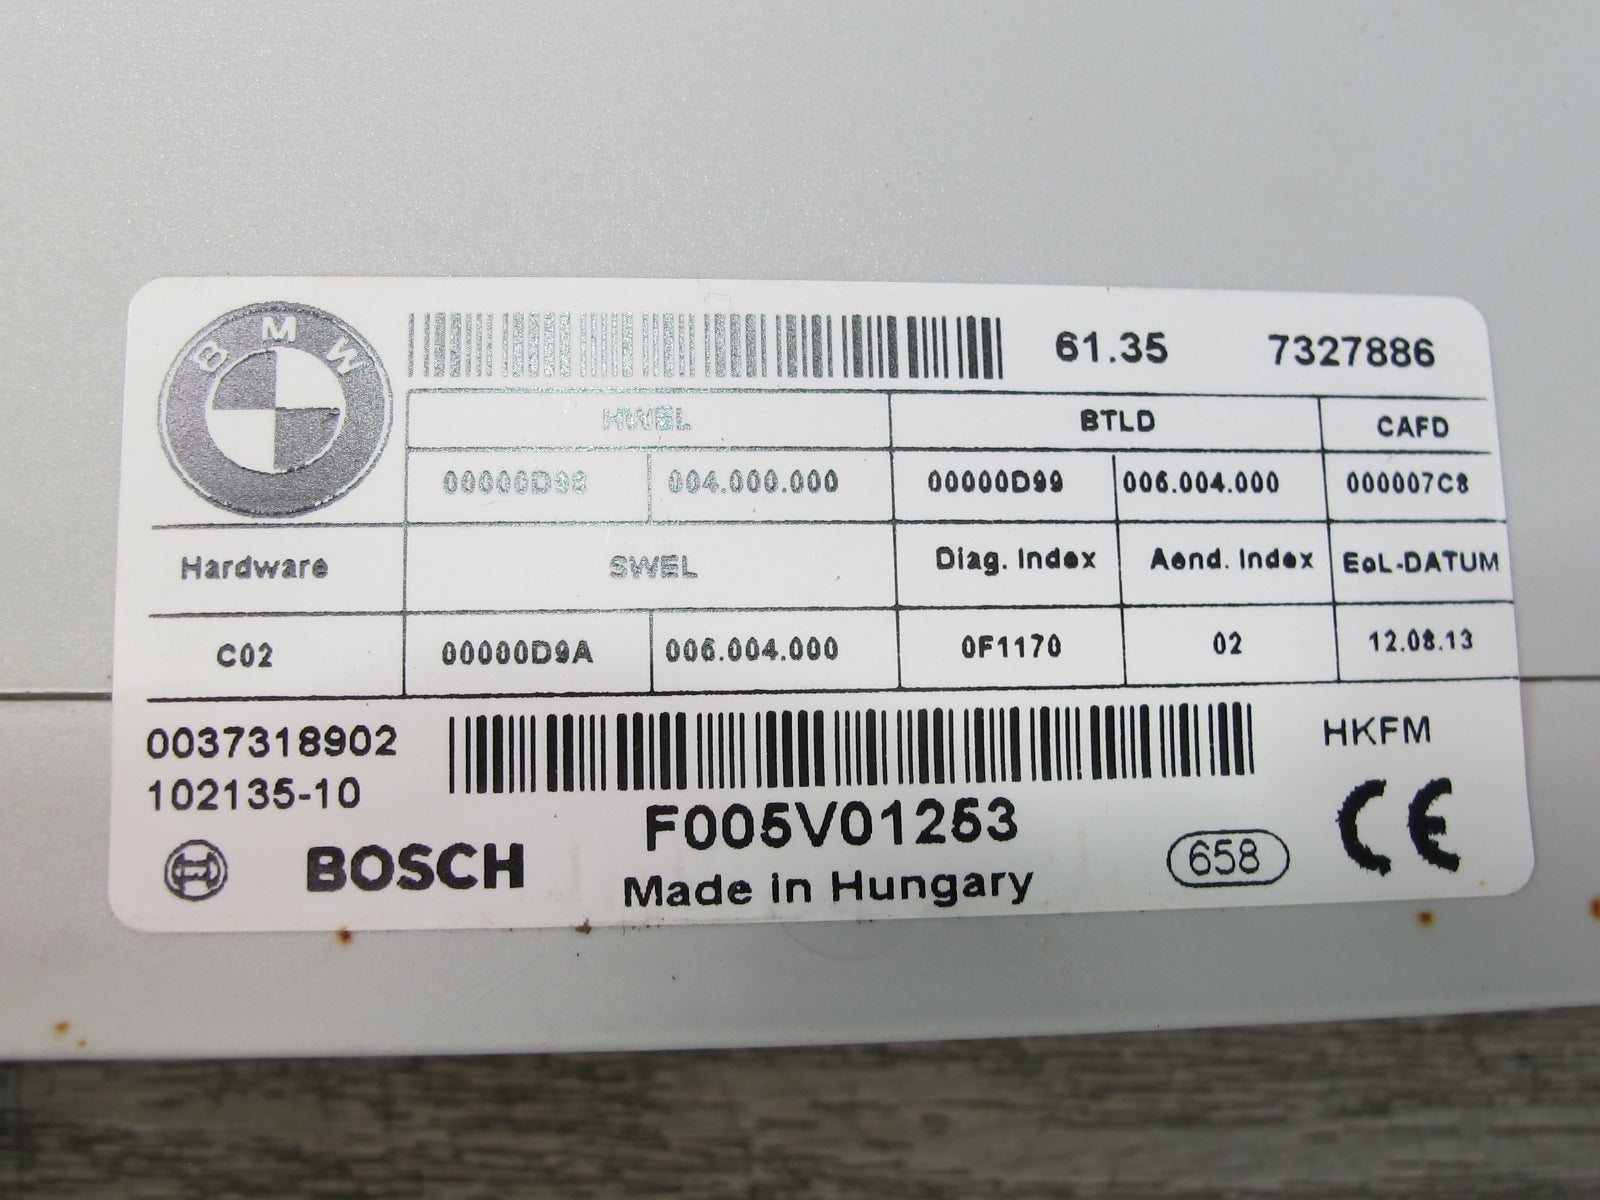 BMW
61.35 7327886
HWEL BTLD CAFD
00000D98 004.000.000 00000D99 006.004.000 000007C8
Hardware SWEL Diag. Index Aend. Index EoL-DATUM
C02 00000D9A 006.004.000 0F1170 02 12.08.13
0037318902 HKFM
102135-10
F005V01253
BOSCH Made in Hungary 658 CE